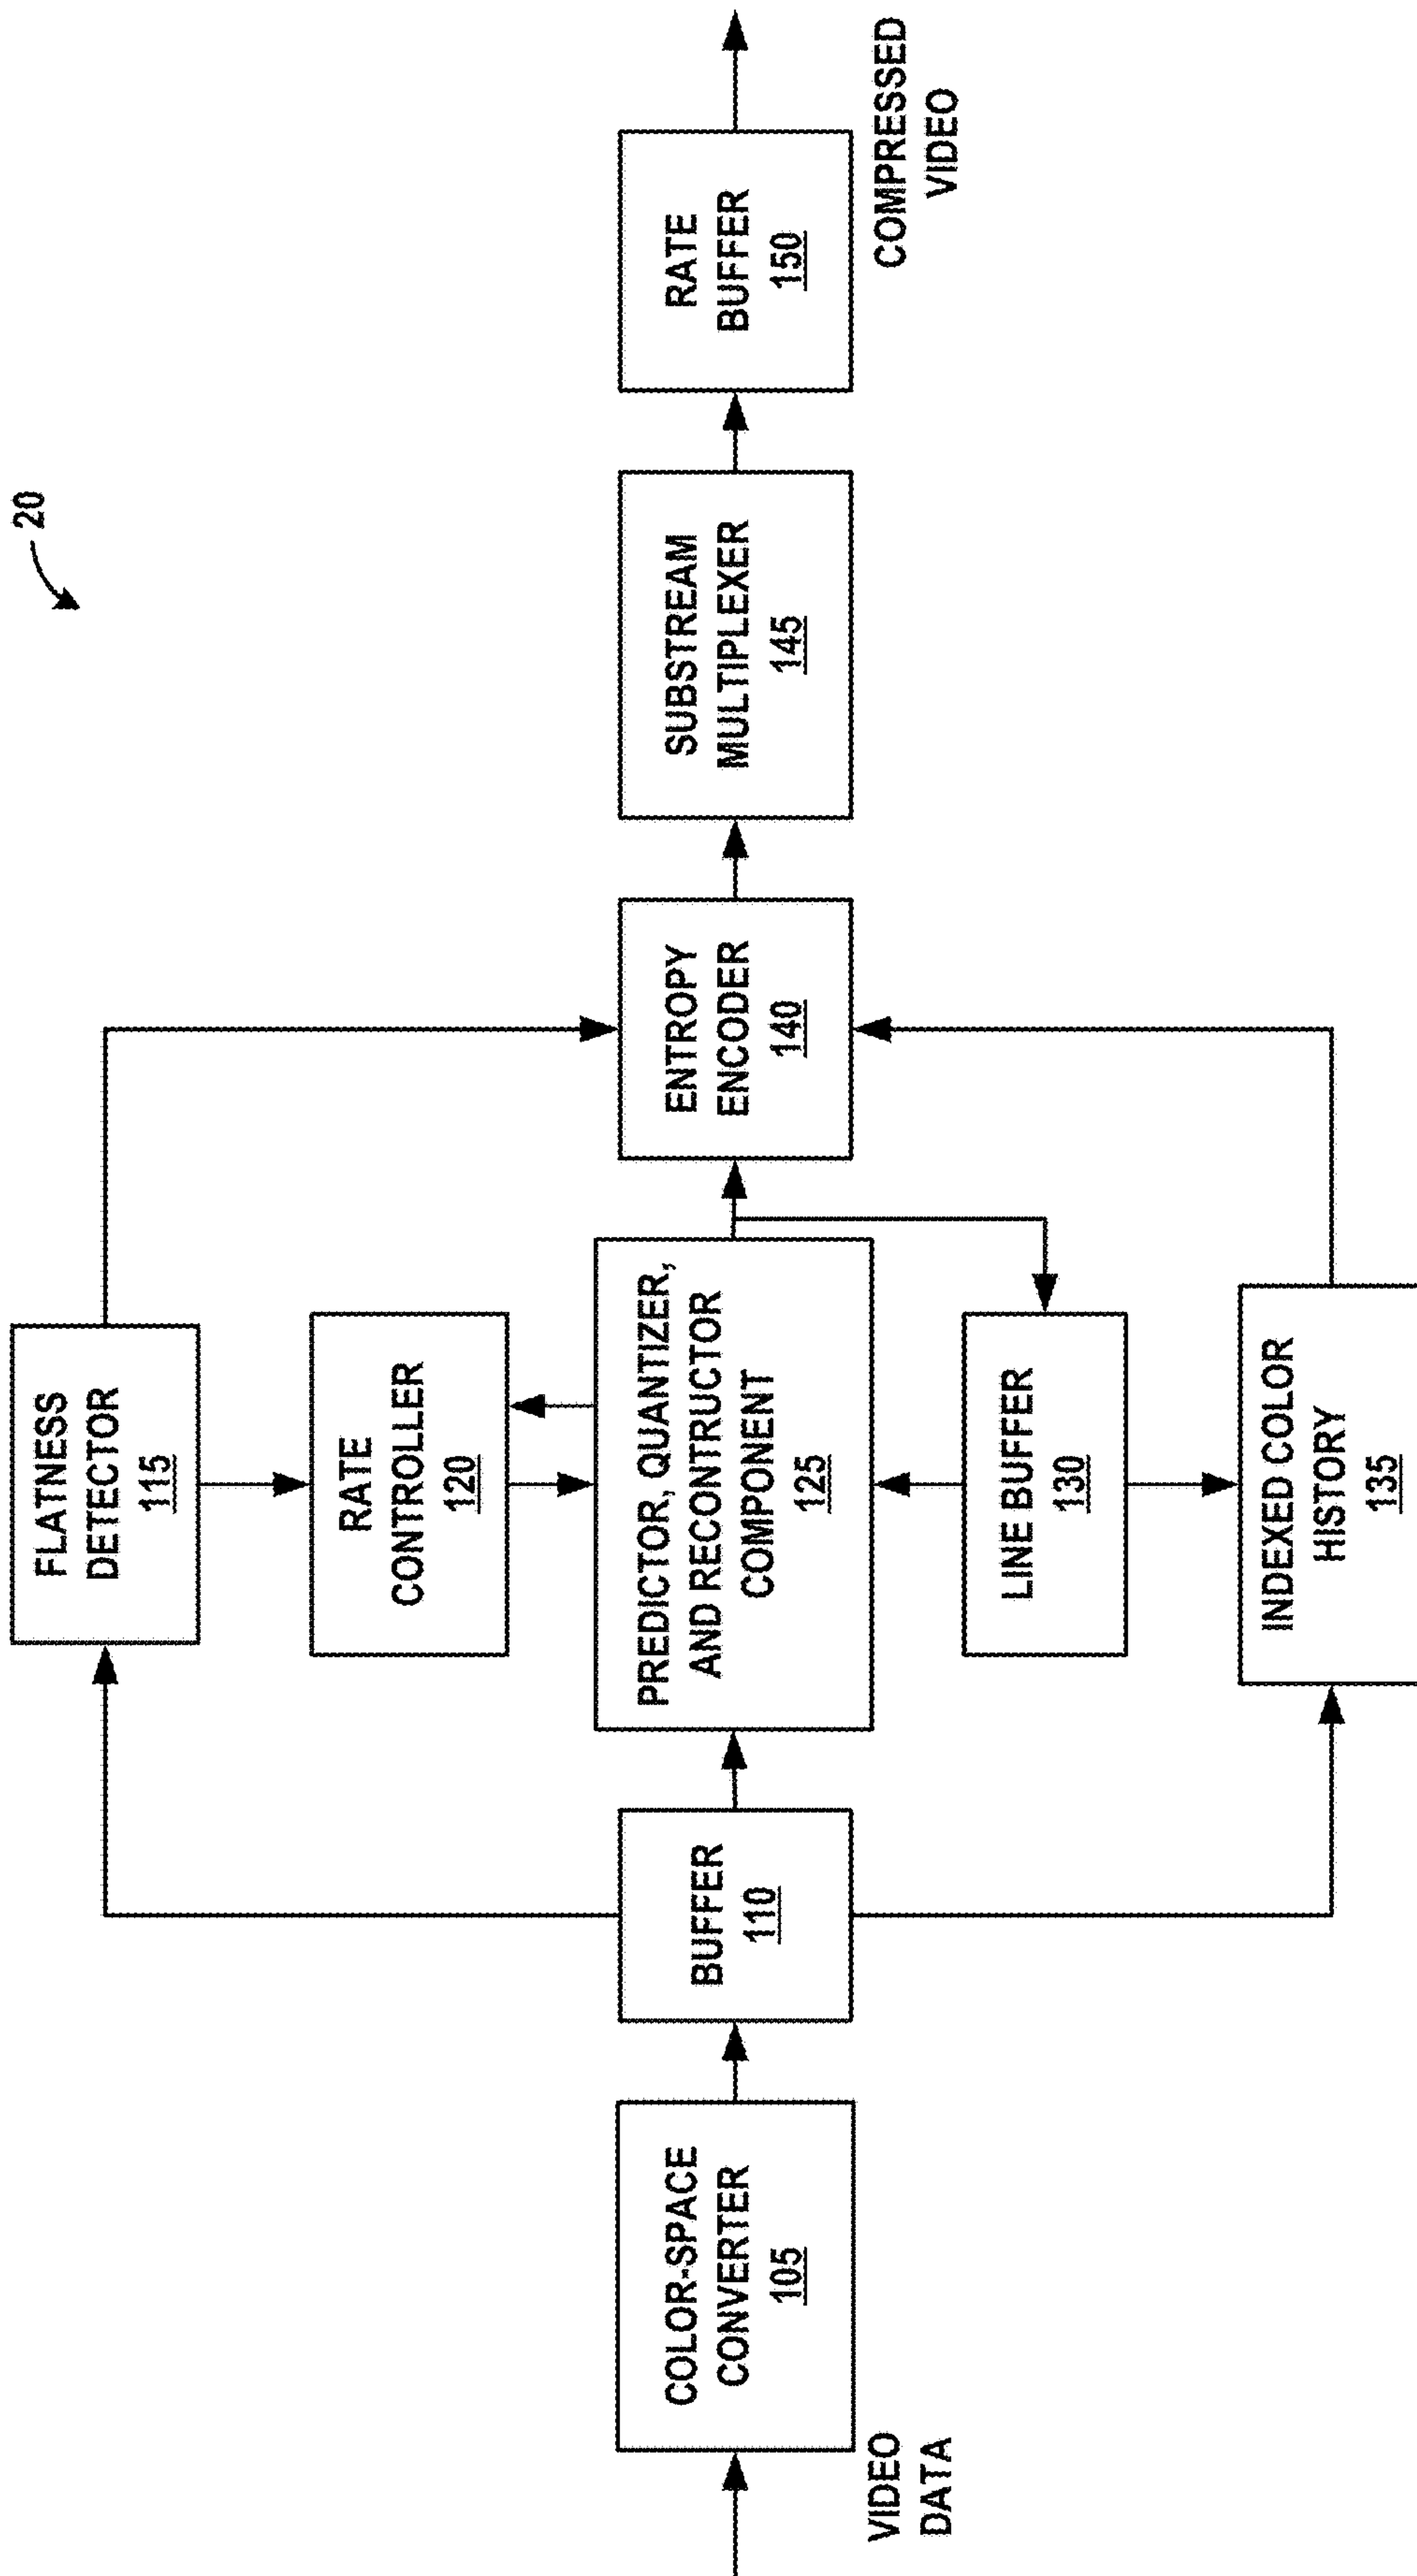 20
VIDEO
DATA
COLOR-SPACE
CONVERTER
105
BUFFER
110
FLATNESS
DETECTOR
115
RATE
CONTROLLER
120
PREDICTOR, QUANTIZER,
AND RECONTRUCTOR
COMPONENT
125
LINE BUFFER
130
INDEXED COLOR
HISTORY
135
ENTROPY
ENCODER
140
SUBSTREAM
MULTIPLEXER
145
RATE
BUFFER
150
COMPRESSED
VIDEO